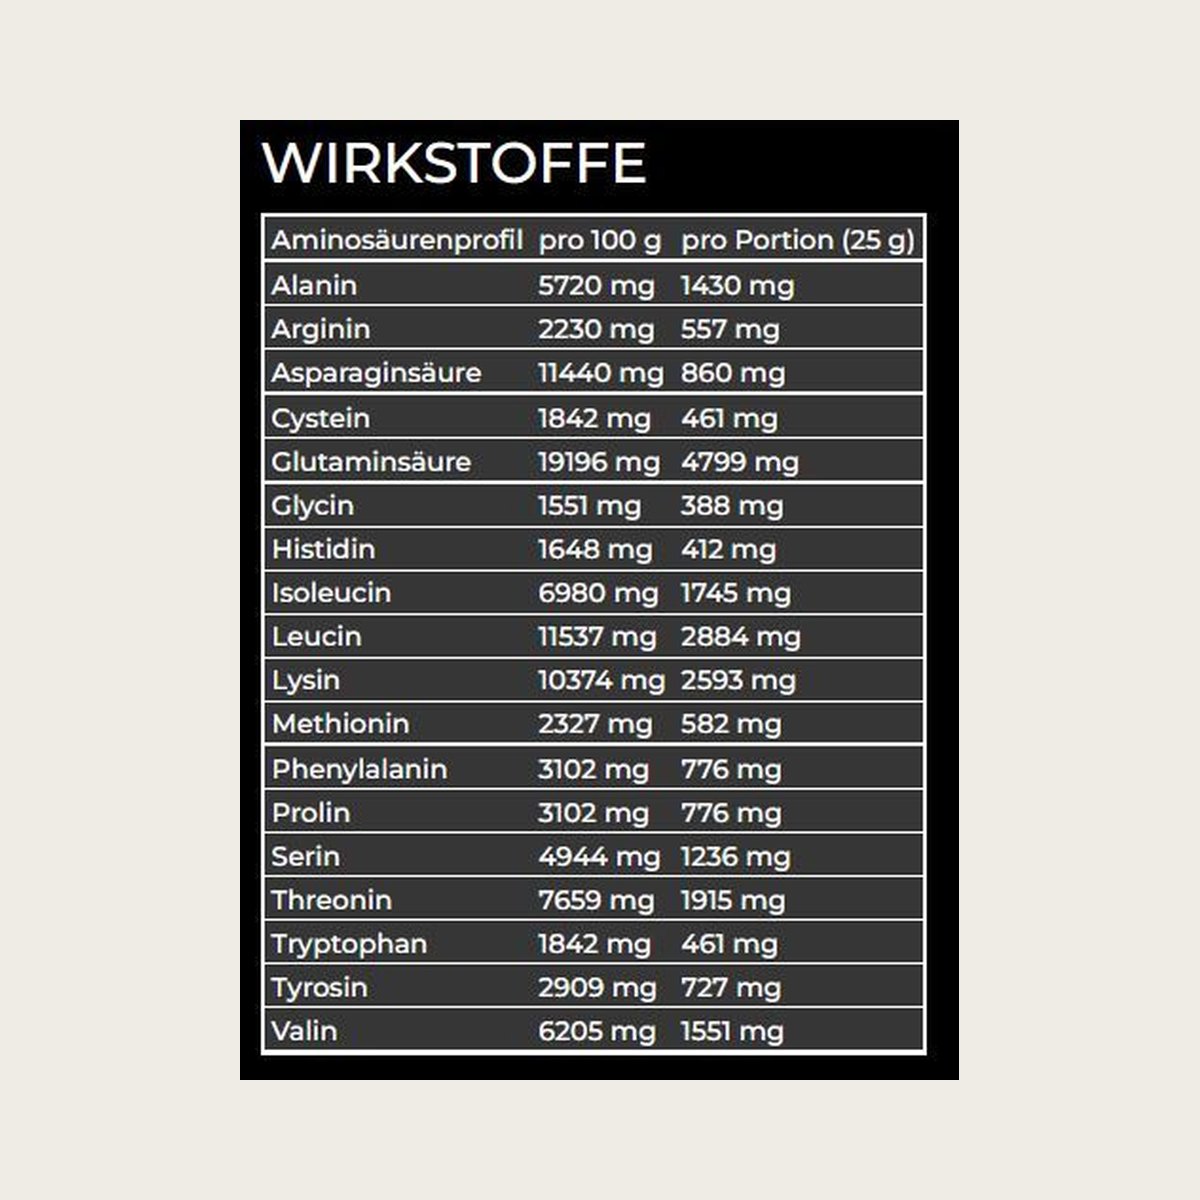 WIRKSTOFFE
Aminosäurenprofil pro 100 g pro Portion (25 g)
Alanin 5720 mg 1430 mg
Arginin 2230 mg 557 mg
Asparaginsäure 11440 mg 860 mg
Cystein 1842 mg 461 mg
Glutaminsäure 19196 mg 4799 mg
Glycin 1551 mg 388 mg
Histidin 1648 mg 412 mg
Isoleucin 6980 mg 1745 mg
Leucin 11537 mg 2884 mg
Lysin 10374 mg 2593 mg
Methionin 2327 mg 582 mg
Phenylalanin 3102 mg 776 mg
Prolin 3102 mg 776 mg
Serin 4944 mg 1236 mg
Threonin 7659 mg 1915 mg
Tryptophan 1842 mg 461 mg
Tyrosin 2909 mg 727 mg
Valin 6205 mg 1551 mg